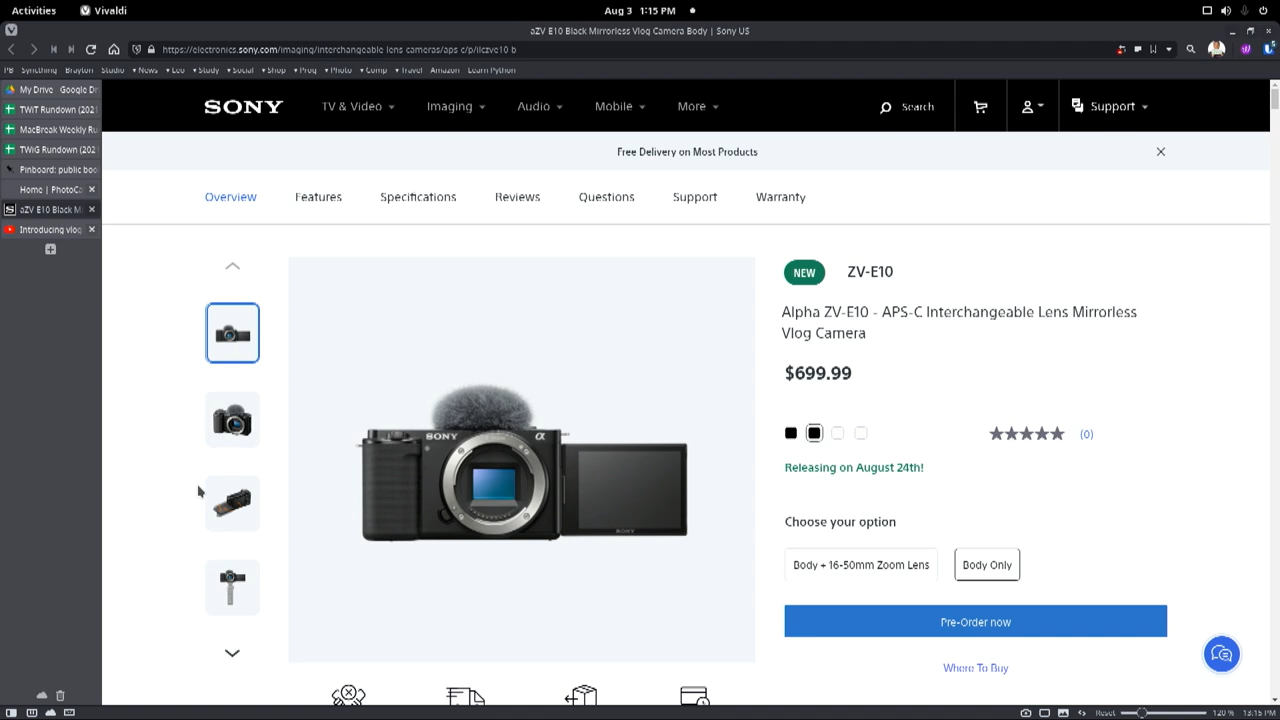 Activities Vivaldi Aug 3 1:15 PM
aZV E10 Black Mirrorless Vlog Camera Body | Sony US
https://electronics.sony.com/imaging/interchangeable lens cameras/aps c/p/ilczve10 b
PB Syncthing Brayton Studio News Leo Study Social Shop Prog Photo Comp Travel Amazon Learn Python
My Drive Google Dr
TWiT Rundown (202
MacBreak Weekly Ru
TWiG Rundown (202
Pinboard: public boo
Home | PhotoCa
aZV E10 Black Mi
Introducing vlog
SONY TV & Video Imaging Audio Mobile More Search Support
Free Delivery on Most Products
Overview Features Specifications Reviews Questions Support Warranty
NEW ZV-E10
Alpha ZV-E10 - APS-C Interchangeable Lens Mirrorless
Vlog Camera
$699.99
(0)
Releasing on August 24th!
SONY α
SONY
Choose your option
Body + 16-50mm Zoom Lens Body Only
Pre-Order now
Where To Buy
Reset 120 % 13:15 PM